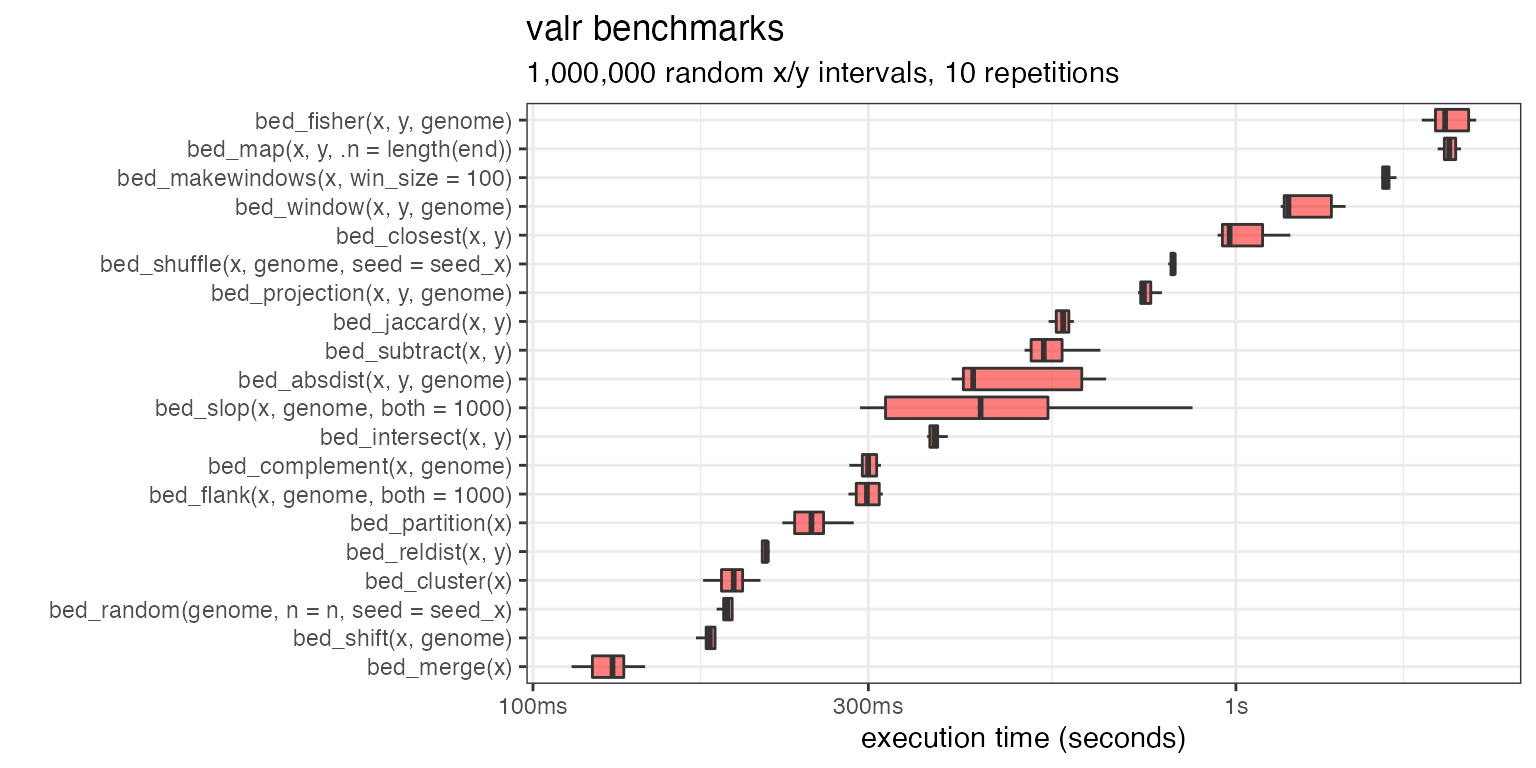 valr benchmarks
1,000,000 random x/y intervals, 10 repetitions
bed_fisher(x, y, genome)
bed_map(x, y, .n = length(end))
bed_makewindows(x, win_size = 100)
bed_window(x, y, genome)
bed_closest(x, y)
bed_shuffle(x, genome, seed = seed_x)
bed_projection(x, y, genome)
bed_jaccard(x, y)
bed_subtract(x, y)
bed_absdist(x, y, genome)
bed_slop(x, genome, both = 1000)
bed_intersect(x, y)
bed_complement(x, genome)
bed_flank(x, genome, both = 1000)
bed_partition(x)
bed_reldist(x, y)
bed_cluster(x)
bed_random(genome, n = n, seed = seed_x)
bed_shift(x, genome)
bed_merge(x)
100ms 300ms 1s
execution time (seconds)